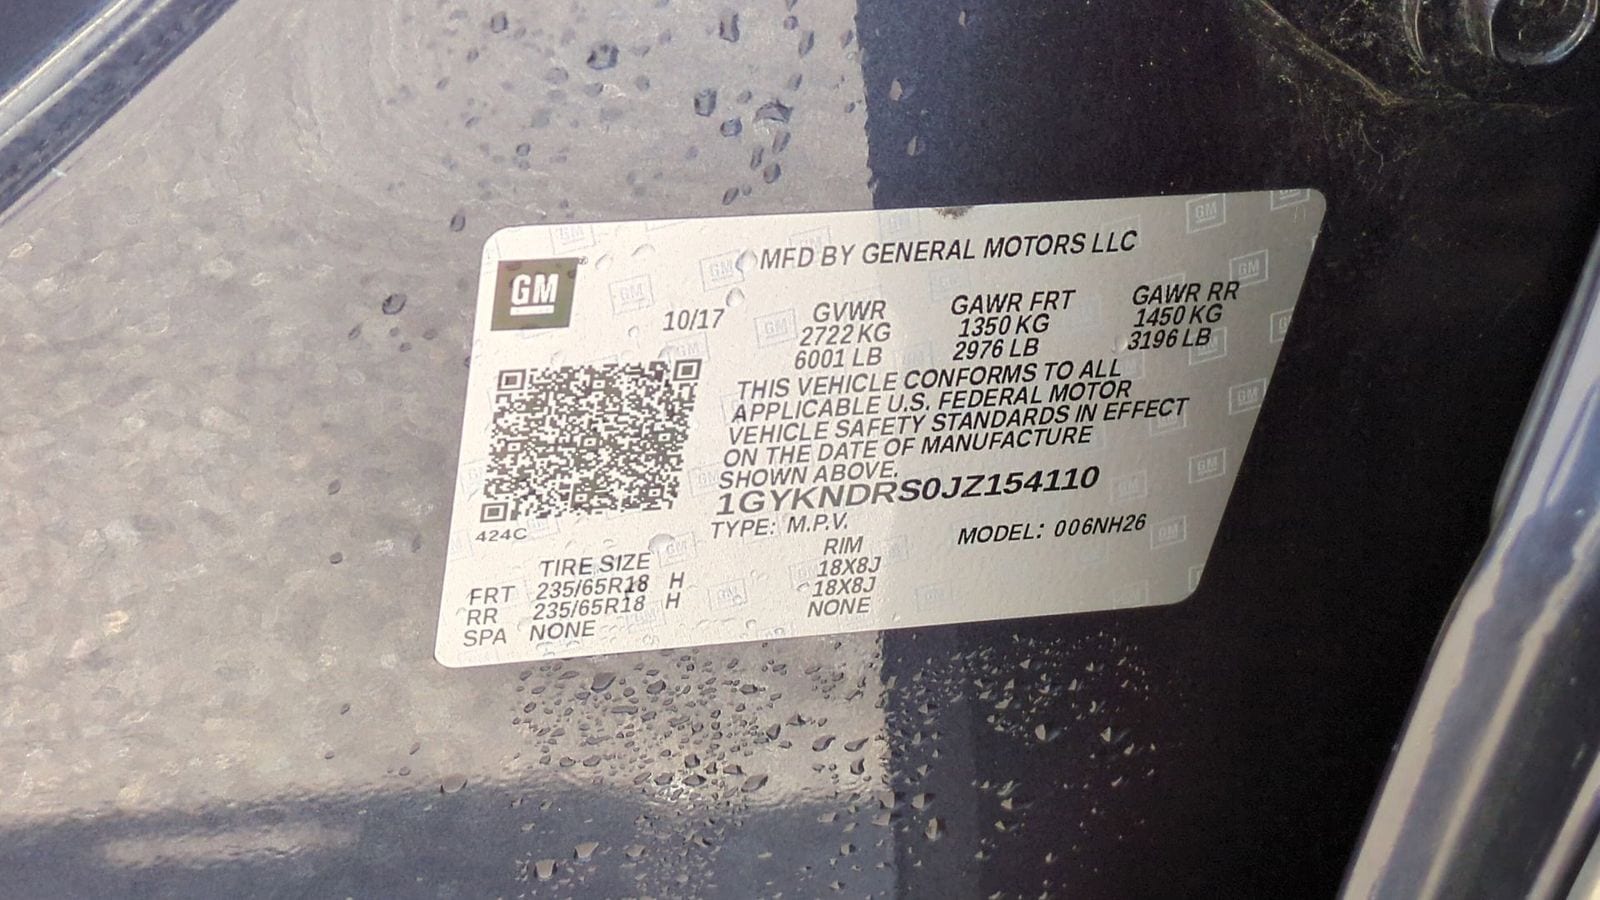 MFD BY GENERAL MOTORS LLC
GM
10/17
GVWR GAWR FRT GAWR RR
2722 KG 1350 KG 1450 KG
6001 LB 2976 LB 3196 LB
THIS VEHICLE CONFORMS TO ALL
APPLICABLE U.S. FEDERAL MOTOR
VEHICLE SAFETY STANDARDS IN EFFECT
ON THE DATE OF MANUFACTURE
SHOWN ABOVE.
1GYKNDRS0JZ154110
424C
TYPE: M.P.V. MODEL: 006NH26
TIRE SIZE RIM
FRT 235/65R18 H 18X8J
RR 235/65R18 H 18X8J
SPA NONE NONE